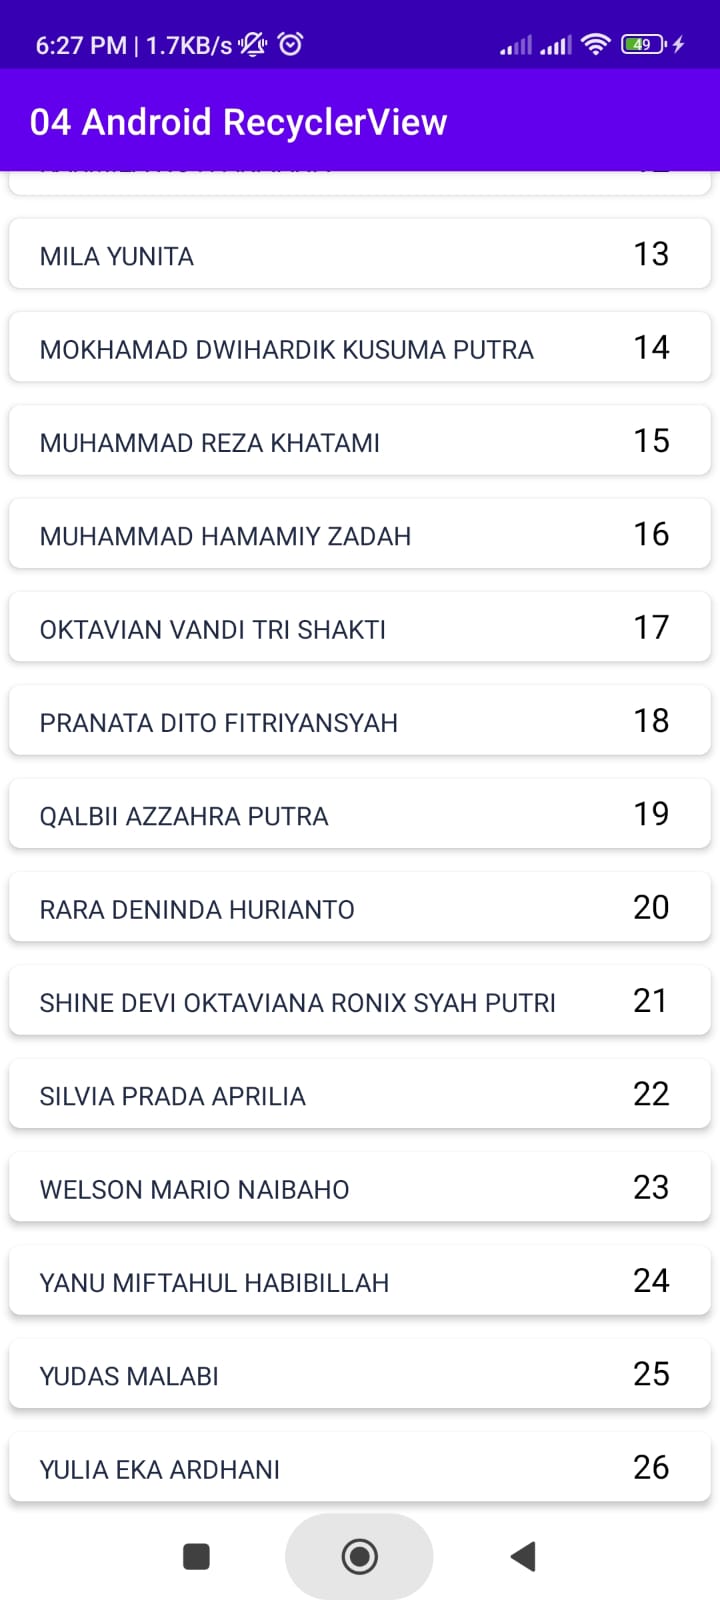 6:27 PM | 1.7KB/s
49
04 Android RecyclerView
MILA YUNITA 13
MOKHAMAD DWIHARDIK KUSUMA PUTRA 14
MUHAMMAD REZA KHATAMI 15
MUHAMMAD HAMAMIY ZADAH 16
OKTAVIAN VANDI TRI SHAKTI 17
PRANATA DITO FITRIYANSYAH 18
QALBII AZZAHRA PUTRA 19
RARA DENINDA HURIANTO 20
SHINE DEVI OKTAVIANA RONIX SYAH PUTRI 21
SILVIA PRADA APRILIA 22
WELSON MARIO NAIBAHO 23
YANU MIFTAHUL HABIBILLAH 24
YUDAS MALABI 25
YULIA EKA ARDHANI 26